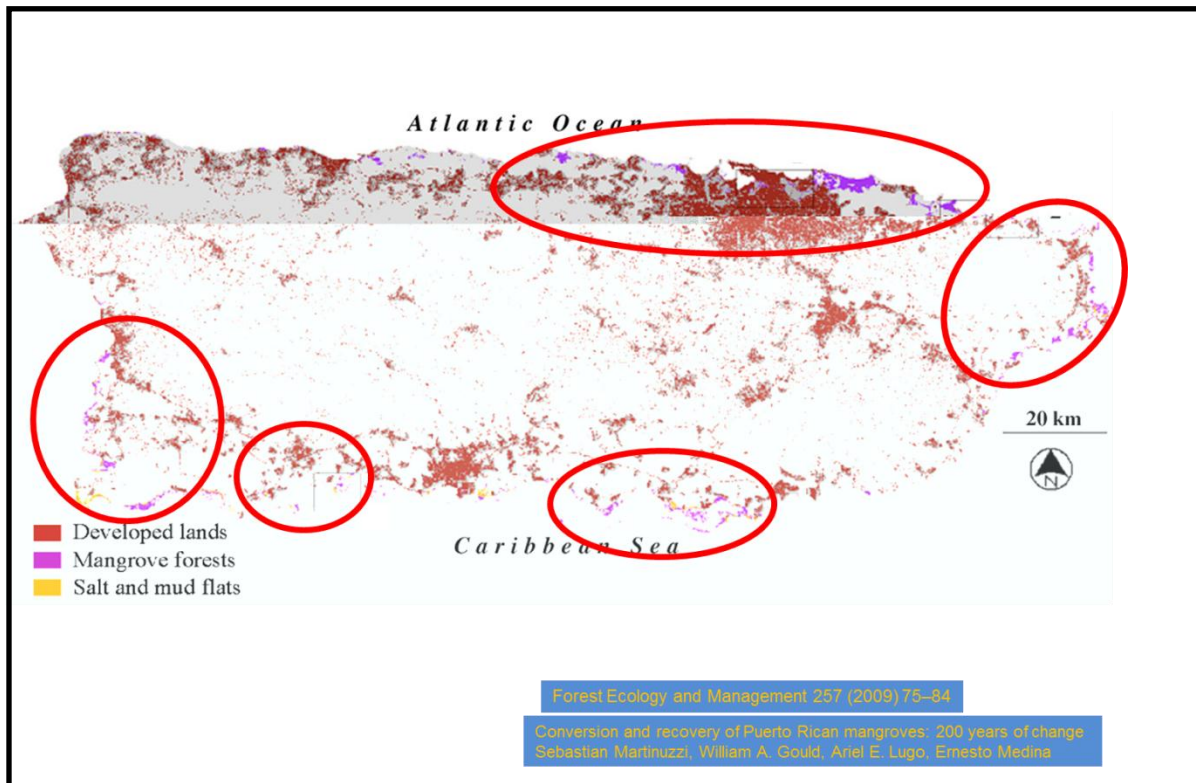 Atlantic Ocean
20 km
Developed lands
Mangrove forests
Salt and mud flats
Caribbean Sea
Forest Ecology and Management 257 (2009) 75–84
Conversion and recovery of Puerto Rican mangroves: 200 years of change
Sebastian Martinuzzi, William A. Gould, Ariel E. Lugo, Ernesto Medina